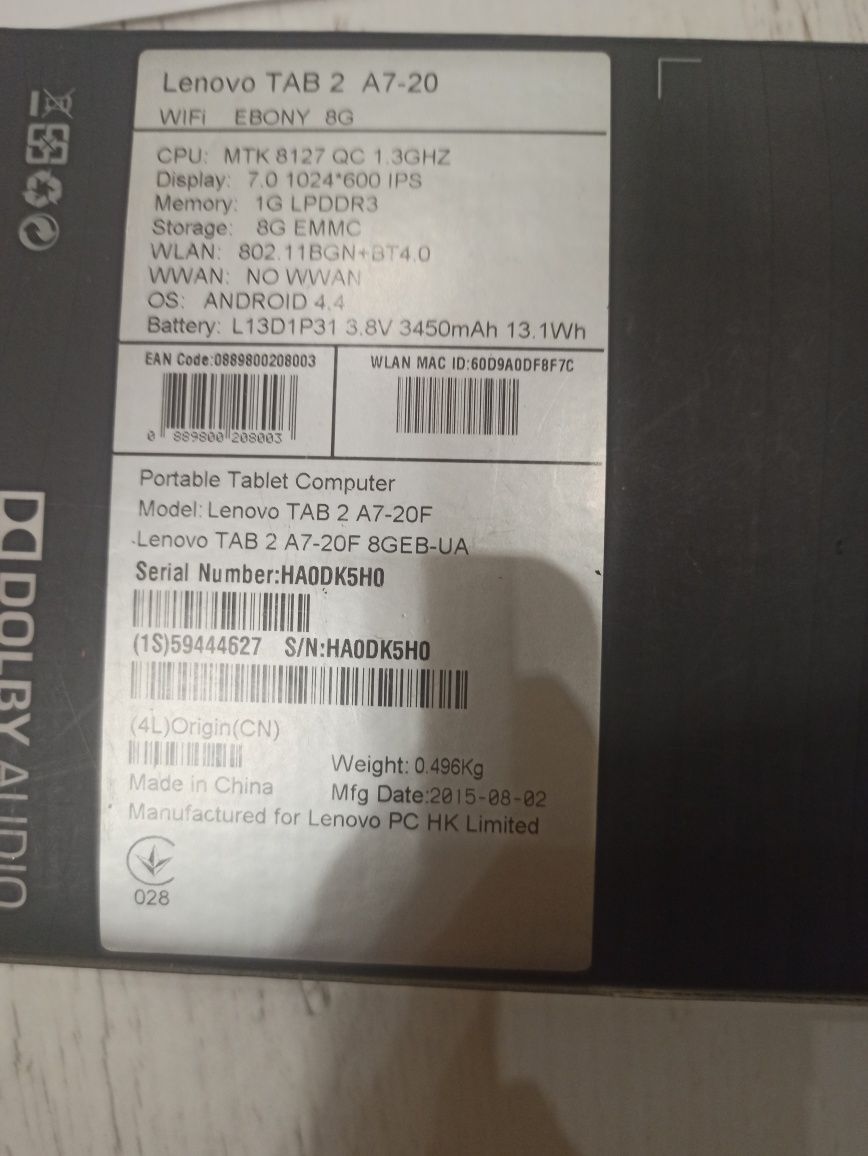 Lenovo TAB 2 A7-20
WIFi EBONY 8G
CPU: MTK 8127 QC 1.3GHZ
Display: 7.0 1024*600 IPS
Memory: 1G LPDDR3
Storage: 8G EMMC
WLAN: 802.11BGN+BT4.0
WWAN: NO WWAN
OS: ANDROID 4.4
Battery: L13D1P31 3.8V 3450mAh 13.1Wh
EAN Code:0889800208003
0 889800 208003
WLAN MAC ID:60D9A0DF8F7C
Portable Tablet Computer
Model: Lenovo TAB 2 A7-20F
Lenovo TAB 2 A7-20F 8GEB-UA
Serial Number:HA0DK5H0
(1S)59444627 S/N:HA0DK5H0
(4L)Origin(CN)
Made in China
Weight: 0.496Kg
Mfg Date:2015-08-02
Manufactured for Lenovo PC HK Limited
028
DOLBY AUDIO